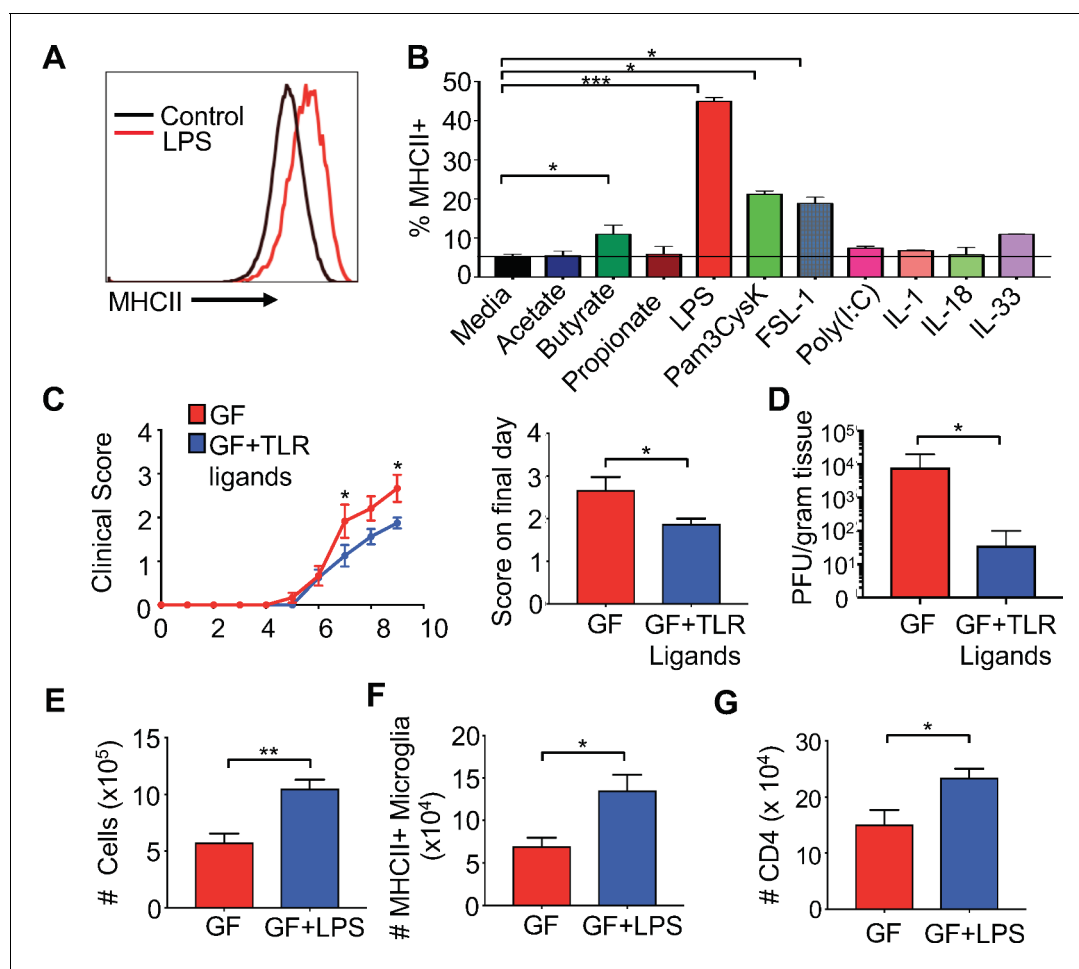 A
Control
LPS
MHCII
B
% MHCII+
50
40
30
20
10
0
*
*
***
*
Media
Acetate
Butyrate
Propionate
LPS
Pam3CysK
FSL-1
Poly(I:C)
IL-1
IL-18
IL-33
C
GF
GF+TLR
ligands
Clinical Score
4
3
2
1
0
*
*
0 2 4 6 8 10
Score on final day
4
3
2
1
0
*
GF GF+TLR
Ligands
D
PFU/gram tissue
10⁵
10⁴
10³
10²
10¹
0
*
GF GF+TLR
Ligands
E
# Cells (x10⁵)
15
10
5
0
**
GF GF+LPS
F
# MHCII+ Microglia
(x10⁴)
20
15
10
5
0
*
GF GF+LPS
G
# CD4 (x 10⁴)
30
20
10
0
*
GF GF+LPS